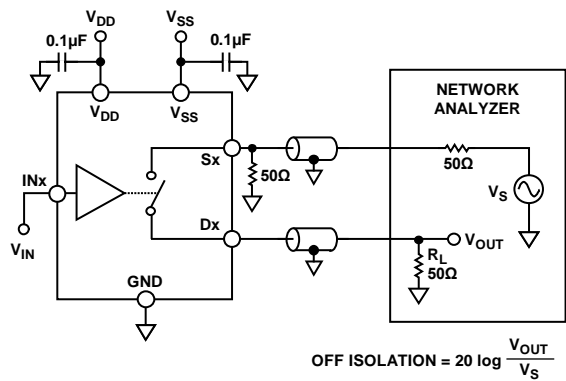 VDD
VSS
0.1µF
0.1µF
VDD
VSS
NETWORK
ANALYZER
Sx
50Ω
50Ω
VS
INx
Dx
VOUT
RL
50Ω
VIN
GND
OFF ISOLATION = 20 log VOUT
VS